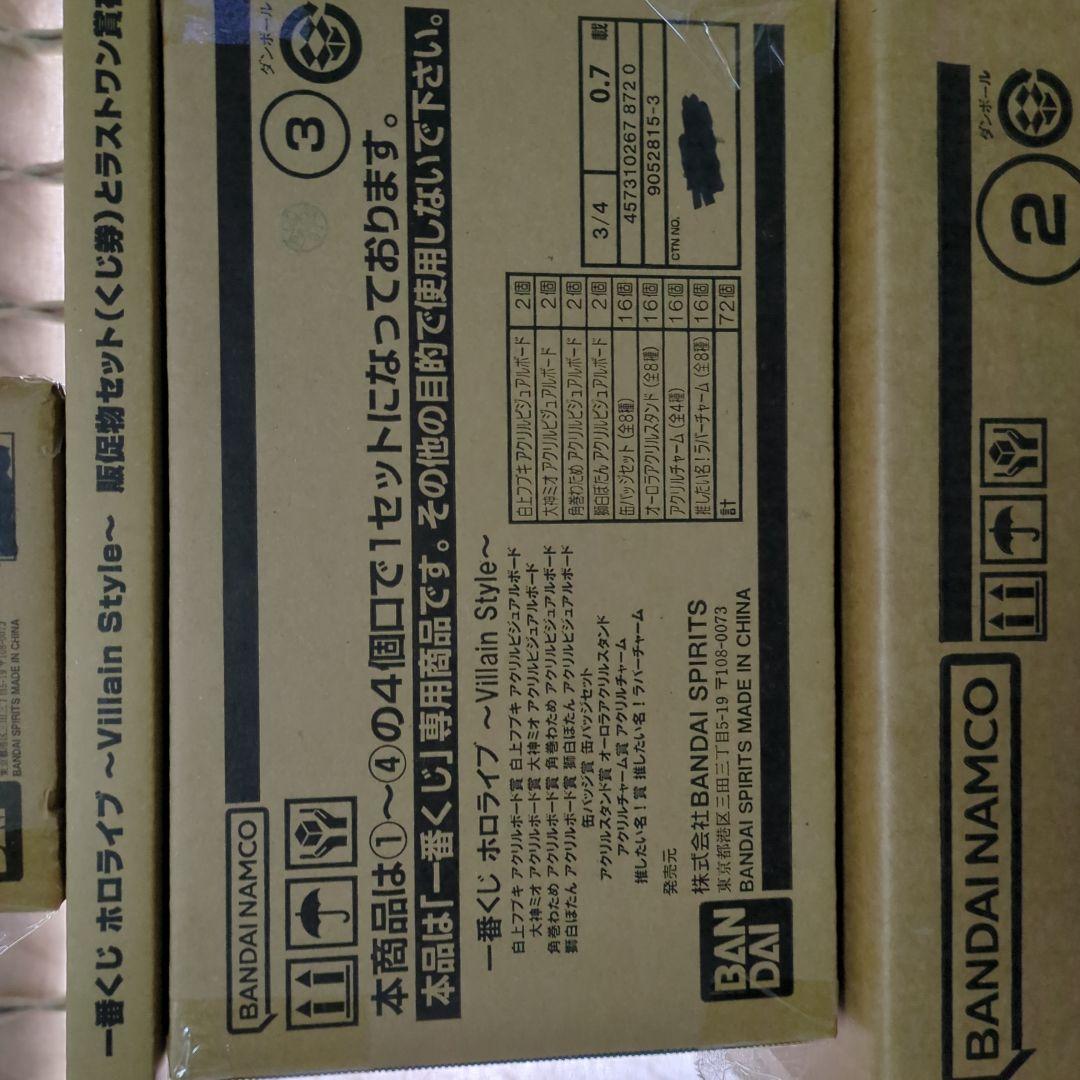 東京都港区三田三丁目5-19 〒108-0073
BANDAI SPIRITS MADE IN CHINA
一番くじ ホロライブ ～Villain Style～ 販促物セット(くじ券)とラストワン賞
BANDAI NAMCO
③
ダンボール
本商品は①～④の4個口で1セットになっております。
本品は「一番くじ」専用商品です。その他の目的で使用しないで下さい。
一番くじ ホロライブ ～Villain Style～
白上フブキ アクリルボード賞 白上フブキ アクリルビジュアルボード
大神ミオ アクリルボード賞 大神ミオ アクリルビジュアルボード
角巻わため アクリルボード賞 角巻わため アクリルビジュアルボード
獅白ぼたん アクリルボード賞 獅白ぼたん アクリルビジュアルボード
缶バッジ賞 缶バッジセット
アクリルスタンド賞 オーロラアクリルスタンド
アクリルチャーム賞 アクリルチャーム
推したい名!賞 推したい名!ラバーチャーム
白上フブキ アクリルビジュアルボード 2個
大神ミオ アクリルビジュアルボード 2個
角巻わため アクリルビジュアルボード 2個
獅白ぼたん アクリルビジュアルボード 2個
缶バッジセット (全8種) 16個
オーロラアクリルスタンド (全8種) 16個
アクリルチャーム (全4種) 16個
推したい名!ラバーチャーム (全8種) 16個
計 72個
3/4 0.7 載
457310267 8720
9052815-3
CTN NO.
発売元
株式会社BANDAI SPIRITS
東京都港区三田三丁目5-19 〒108-0073
BANDAI SPIRITS MADE IN CHINA
BAN
DAI
BANDAI NAMCO
②
ダンボール